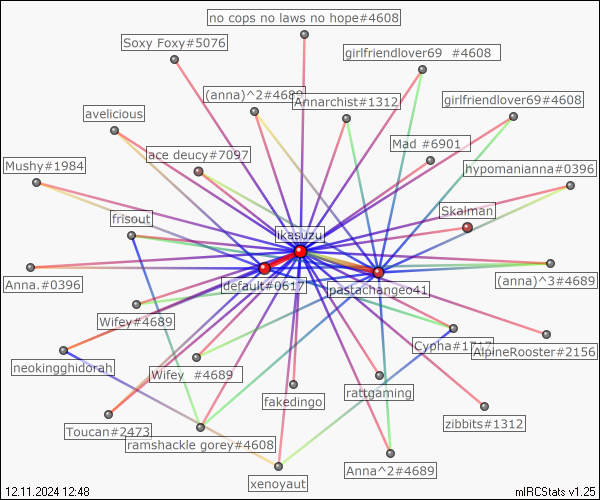 no cops no laws no hope#4608
Soxy Foxy#5076
girlfriendlover69 #4608
(anna)^2#4689
Annarchist#1312
girlfriendlover69#4608
avelicious
Mad #6901
ace deucy#7097
Mushy#1984
hypomanianna#0396
Skalman
frisout
ikasuzu
Anna.#0396
default#0617
pastachangeo41
(anna)^3#4689
Wifey#4689
Cypha#1717
AlpineRooster#2156
neokingghidorah
Wifey #4689
rattgaming
fakedingo
zibbits#1312
Toucan#2473
ramshackle gorey#4608
Anna^2#4689
xenoyaut
12.11.2024 12:48
mIRCStats v1.25